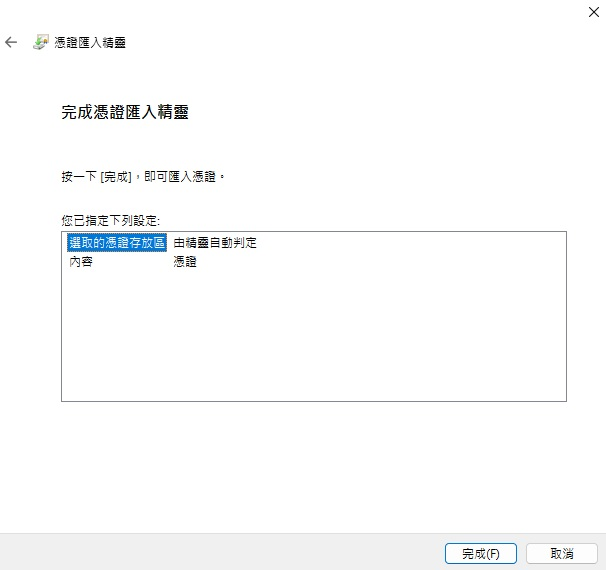 憑證匯入精靈
完成憑證匯入精靈
按一下 [完成]，即可匯入憑證。
您已指定下列設定:
選取的憑證存放區 由精靈自動判定
內容 憑證
完成(F) 取消